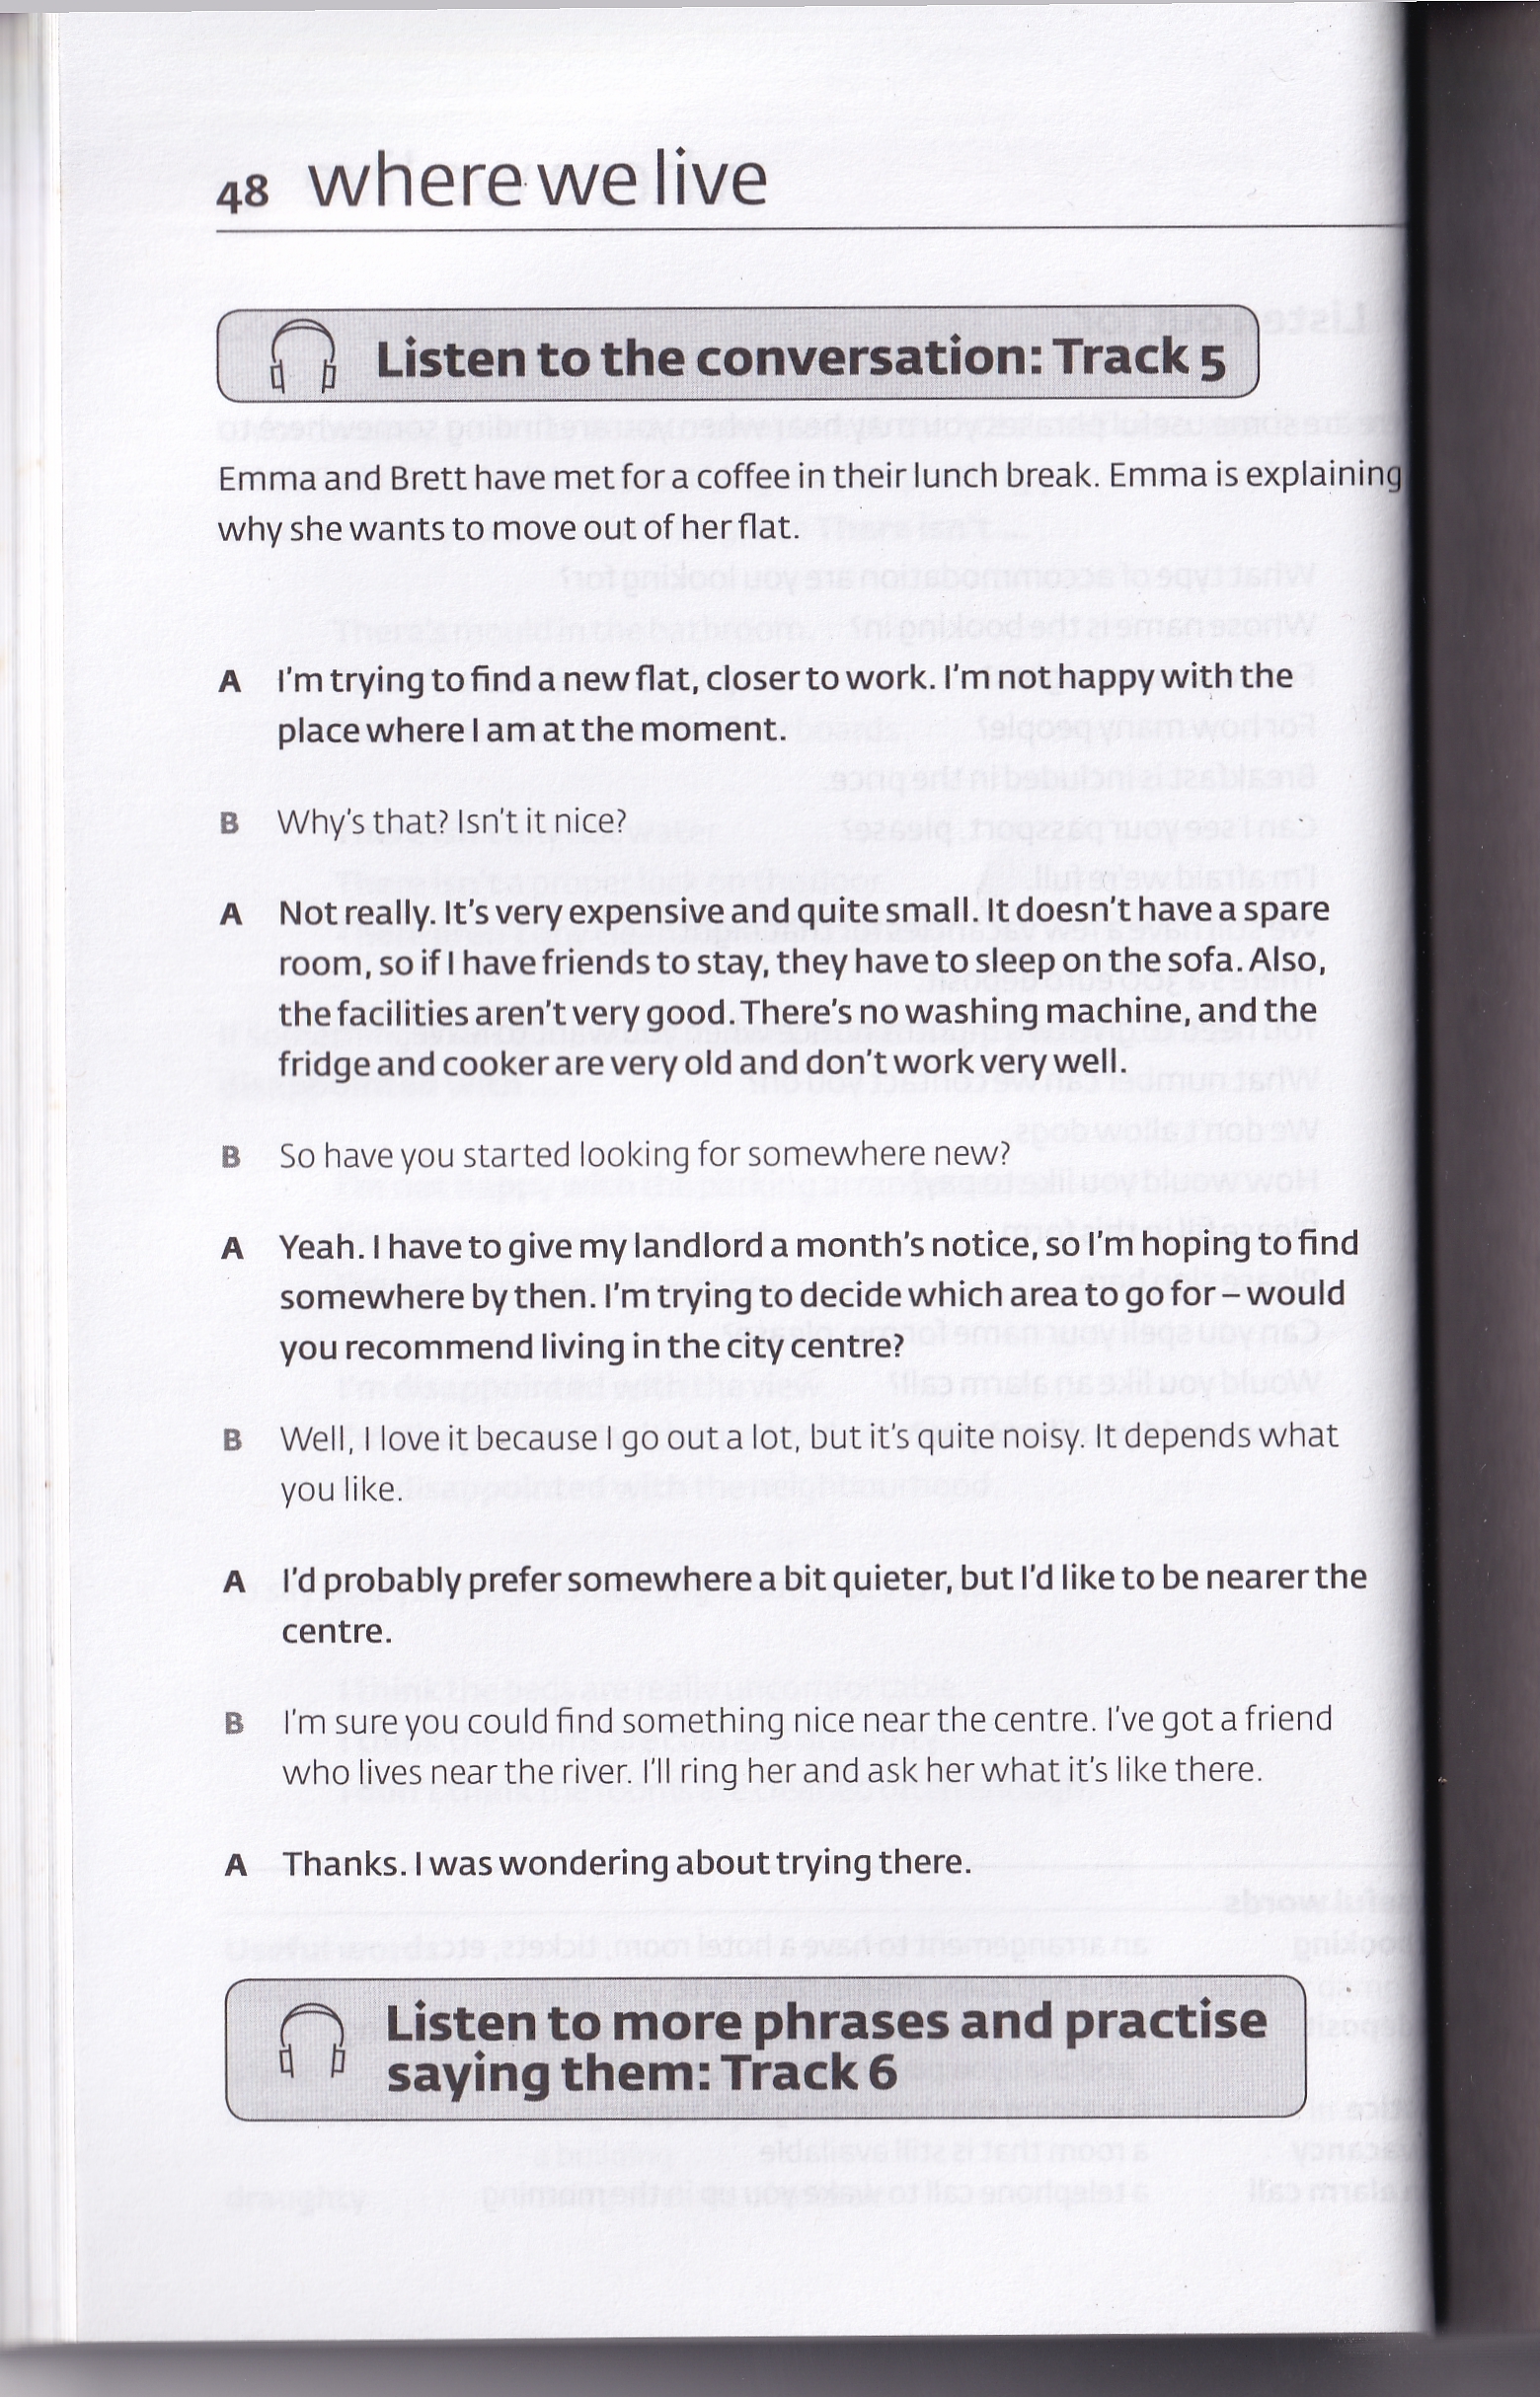 48 where we live
Listen to the conversation: Track 5
Emma and Brett have met for a coffee in their lunch break. Emma is explaining
why she wants to move out of her flat.
A I'm trying to find a new flat, closer to work. I'm not happy with the
place where I am at the moment.
B Why's that? Isn't it nice?
A Not really. It's very expensive and quite small. It doesn't have a spare
room, so if I have friends to stay, they have to sleep on the sofa. Also,
the facilities aren't very good. There's no washing machine, and the
fridge and cooker are very old and don't work very well.
B So have you started looking for somewhere new?
A Yeah. I have to give my landlord a month's notice, so I'm hoping to find
somewhere by then. I'm trying to decide which area to go for – would
you recommend living in the city centre?
B Well, I love it because I go out a lot, but it's quite noisy. It depends what
you like.
A I'd probably prefer somewhere a bit quieter, but I'd like to be nearer the
centre.
B I'm sure you could find something nice near the centre. I've got a friend
who lives near the river. I'll ring her and ask her what it's like there.
A Thanks. I was wondering about trying there.
Listen to more phrases and practise
saying them: Track 6